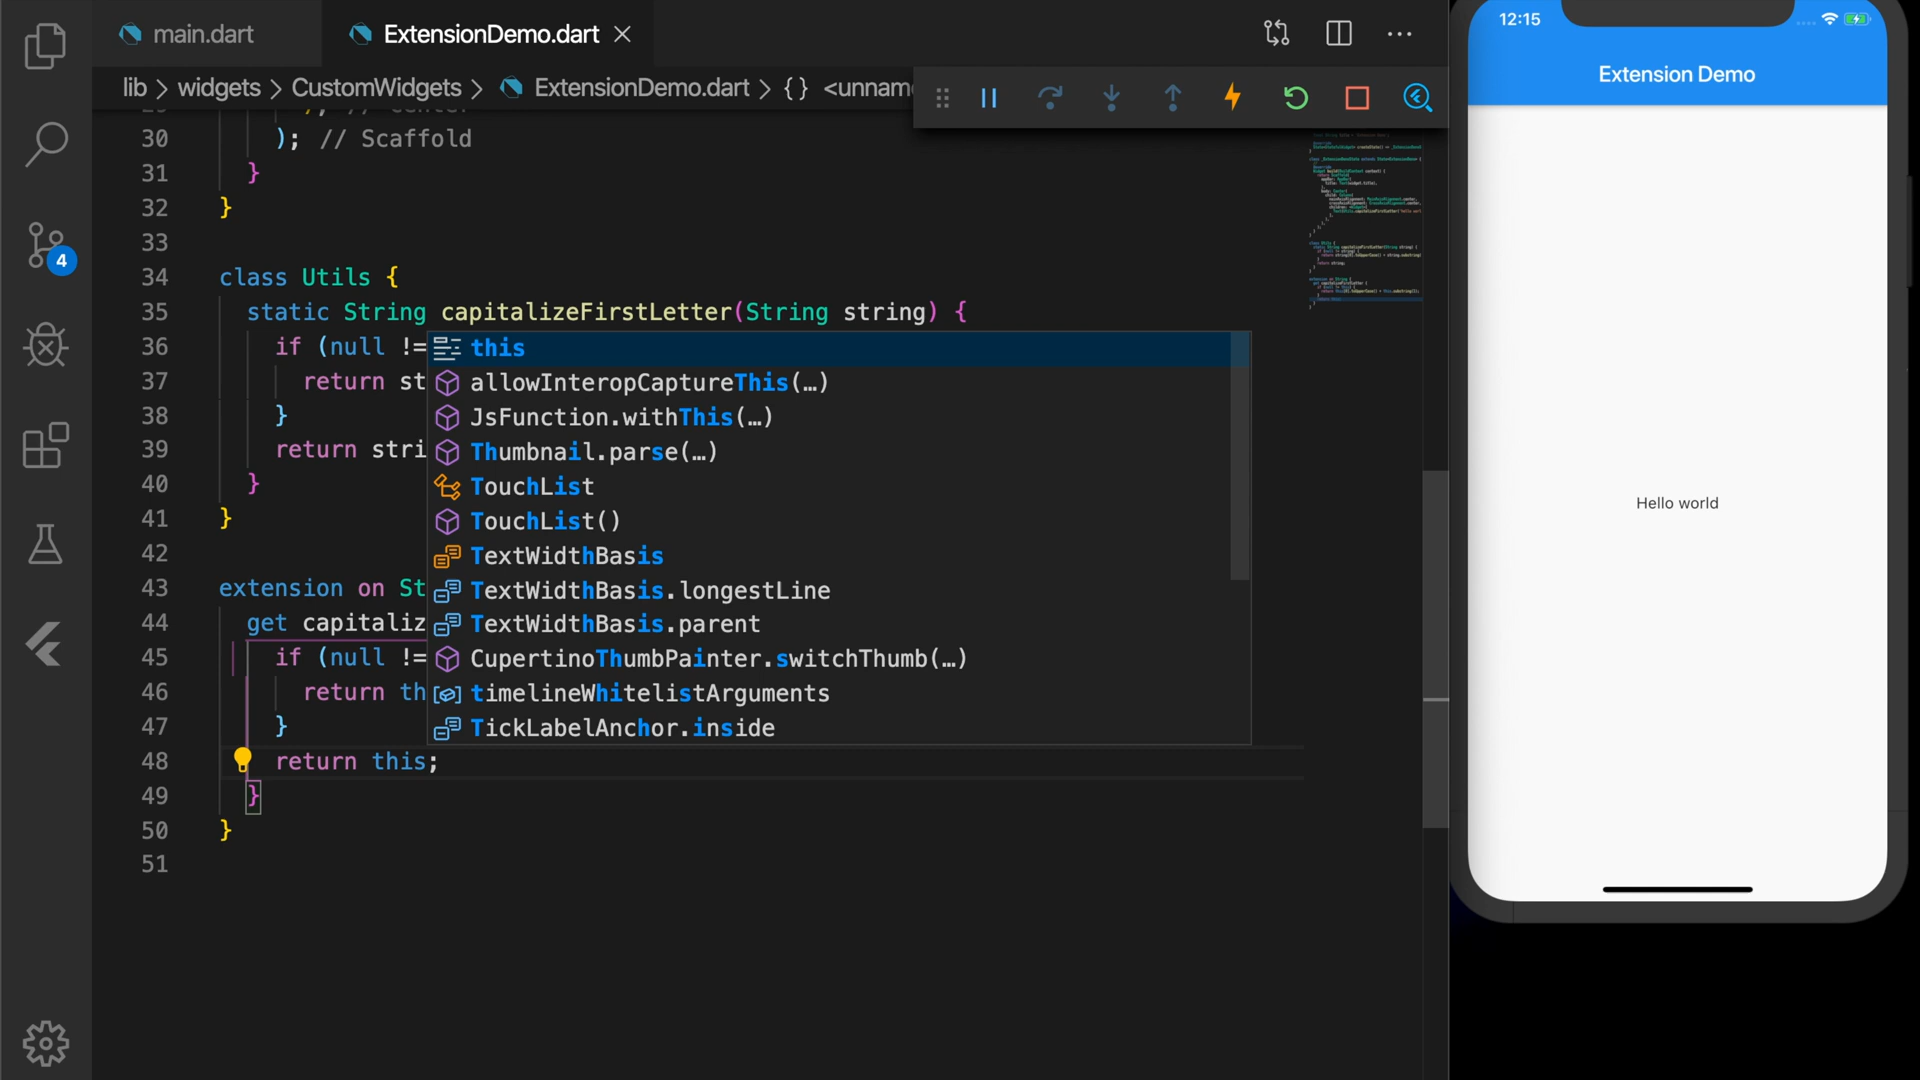 main.dart
ExtensionDemo.dart
lib > widgets > CustomWidgets > ExtensionDemo.dart > {} <unnam
4
30 ); // Scaffold
31 }
32 }
33
34 class Utils {
35 static String capitalizeFirstLetter(String string) {
36 if (null !=
37 return st
38 }
39 return stri
40 }
41 }
42
43 extension on St
44 get capitaliz
45 if (null !=
46 return th
47 }
48 return this;
49 }
50 }
51
this
allowInteropCaptureThis(…)
JsFunction.withThis(…)
Thumbnail.parse(…)
TouchList
TouchList()
TextWidthBasis
TextWidthBasis.longestLine
TextWidthBasis.parent
CupertinoThumbPainter.switchThumb(…)
timelineWhitelistArguments
TickLabelAnchor.inside
12:15
Extension Demo
Hello world